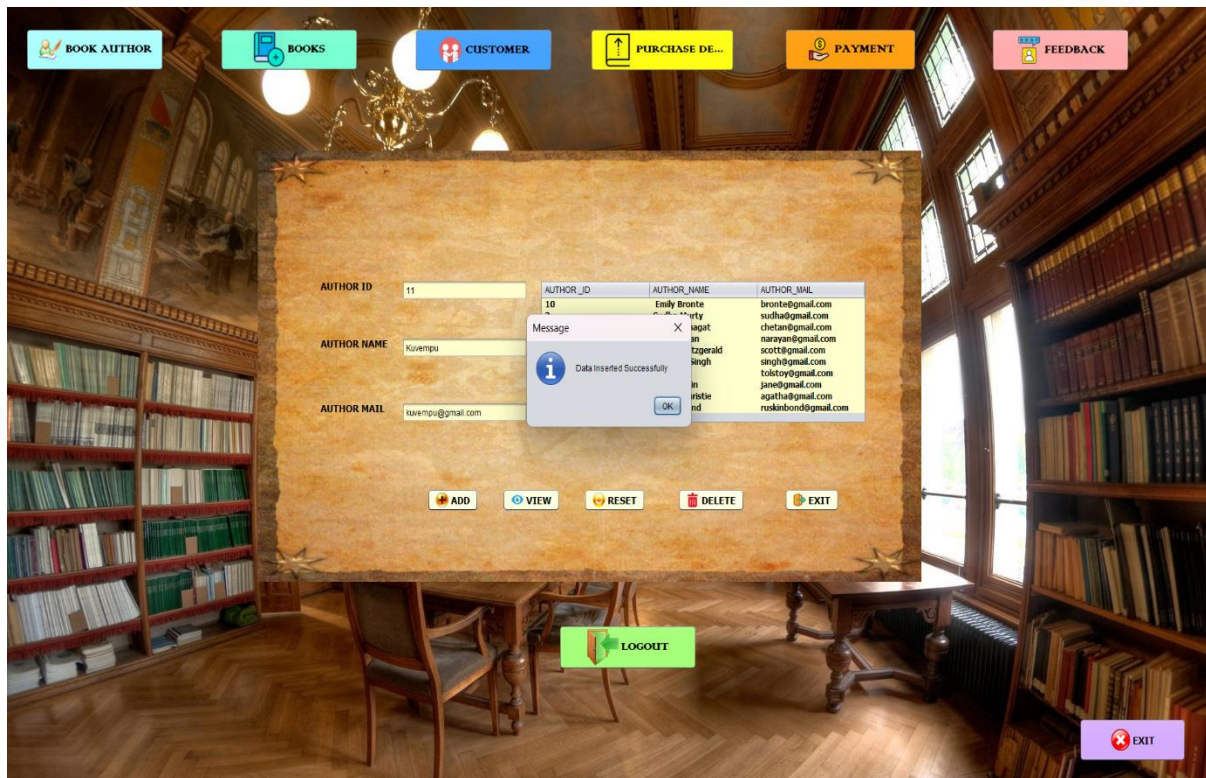 BOOK AUTHOR
BOOKS
CUSTOMER
PURCHASE DE...
PAYMENT
FEEDBACK
AUTHOR ID
11
AUTHOR NAME
Kuvempu
AUTHOR MAIL
kuvempu@gmail.com
AUTHOR_ID AUTHOR_NAME AUTHOR_MAIL
10 Emily Bronte bronte@gmail.com
sudha@gmail.com
chetan@gmail.com
narayan@gmail.com
scott@gmail.com
Singh singh@gmail.com
tolstoy@gmail.com
jane@gmail.com
agatha@gmail.com
ruskinbond@gmail.com
Message
Data Inserted Successfully
OK
ADD
VIEW
RESET
DELETE
EXIT
LOGOUT
EXIT